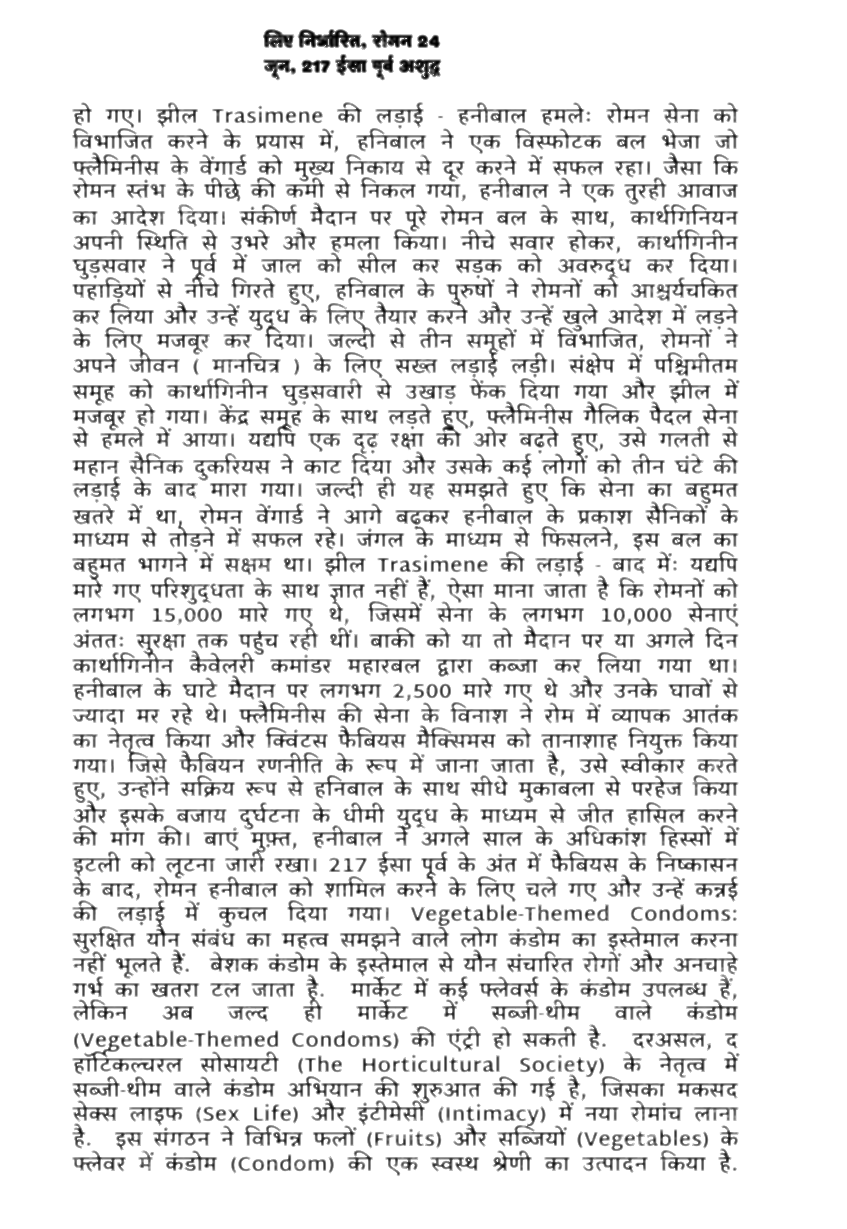 लिए निर्धारित, रोमन 24
जून, 217 ईसा पूर्व अशुद्ध
हो गए। झील Trasimene की लड़ाई - हनीबाल हमलेः रोमन सेना को
विभाजित करने के प्रयास में, हनिबाल ने एक विस्फोटक बल भेजा जो
फ्लैमिनीस के वेंगार्ड को मुख्य निकाय से दूर करने में सफल रहा। जैसा कि
रोमन स्तंभ के पीछे की कमी से निकल गया, हनीबाल ने एक तुरही आवाज
का आदेश दिया। संकीर्ण मैदान पर पूरे रोमन बल के साथ, कार्थगिनियन
अपनी स्थिति से उभरे और हमला किया। नीचे सवार होकर, कार्थागिनीन
घुड़सवार ने पूर्व में जाल को सील कर सड़क को अवरुद्ध कर दिया।
पहाड़ियों से नीचे गिरते हुए, हनिबाल के पुरुषों ने रोमनों को आश्चर्यचकित
कर लिया और उन्हें युद्ध के लिए तैयार करने और उन्हें खुले आदेश में लड़ने
के लिए मजबूर कर दिया। जल्दी से तीन समूहों में विभाजित, रोमनों ने
अपने जीवन ( मानचित्र ) के लिए सख्त लड़ाई लड़ी। संक्षेप में पश्चिमीतम
समूह को कार्थागिनीन घुड़सवारी से उखाड़ फेंक दिया गया और झील में
मजबूर हो गया। केंद्र समूह के साथ लड़ते हुए, फ्लैमिनीस गैलिक पैदल सेना
से हमले में आया। यद्यपि एक दृढ़ रक्षा की ओर बढ़ते हुए, उसे गलती से
महान सैनिक दुकरियस ने काट दिया और उसके कई लोगों को तीन घंटे की
लड़ाई के बाद मारा गया। जल्दी ही यह समझते हुए कि सेना का बहुमत
खतरे में था, रोमन वेंगार्ड ने आगे बढ़कर हनीबाल के प्रकाश सैनिकों के
माध्यम से तोड़ने में सफल रहे। जंगल के माध्यम से फिसलने, इस बल का
बहुमत भागने में सक्षम था। झील Trasimene की लड़ाई - बाद मेंः यद्यपि
मारे गए परिशुद्धता के साथ ज्ञात नहीं हैं, ऐसा माना जाता है कि रोमनों को
लगभग 15,000 मारे गए थे, जिसमें सेना के लगभग 10,000 सेनाएं
अंततः सुरक्षा तक पहुंच रही थीं। बाकी को या तो मैदान पर या अगले दिन
कार्थागिनीन कैवेलरी कमांडर महारबल द्वारा कब्जा कर लिया गया था।
हनीबाल के घाटे मैदान पर लगभग 2,500 मारे गए थे और उनके घावों से
ज्यादा मर रहे थे। फ्लैमिनीस की सेना के विनाश ने रोम में व्यापक आतंक
का नेतृत्व किया और क्विंटस फैबियस मैक्सिमस को तानाशाह नियुक्त किया
गया। जिसे फैबियन रणनीति के रूप में जाना जाता है, उसे स्वीकार करते
हुए, उन्होंने सक्रिय रूप से हनिबाल के साथ सीधे मुकाबला से परहेज किया
और इसके बजाय दुर्घटना के धीमी युद्ध के माध्यम से जीत हासिल करने
की मांग की। बाएं मुफ़्त, हनीबाल ने अगले साल के अधिकांश हिस्सों में
इटली को लूटना जारी रखा। 217 ईसा पूर्व के अंत में फैबियस के निष्कासन
के बाद, रोमन हनीबाल को शामिल करने के लिए चले गए और उन्हें कन्नई
की लड़ाई में कुचल दिया गया। Vegetable-Themed Condoms:
सुरक्षित यौन संबंध का महत्व समझने वाले लोग कंडोम का इस्तेमाल करना
नहीं भूलते हैं. बेशक कंडोम के इस्तेमाल से यौन संचारित रोगों और अनचाहे
गर्भ का खतरा टल जाता है. मार्केट में कई फ्लेवर्स के कंडोम उपलब्ध हैं,
लेकिन अब जल्द ही मार्केट में सब्जी-थीम वाले कंडोम
(Vegetable-Themed Condoms) की एंट्री हो सकती है. दरअसल, द
हॉर्टिकल्चरल सोसायटी (The Horticultural Society) के नेतृत्व में
सब्जी-थीम वाले कंडोम अभियान की शुरुआत की गई है, जिसका मकसद
सेक्स लाइफ (Sex Life) और इंटीमेसी (Intimacy) में नया रोमांच लाना
है. इस संगठन ने विभिन्न फलों (Fruits) और सब्जियों (Vegetables) के
फ्लेवर में कंडोम (Condom) की एक स्वस्थ श्रेणी का उत्पादन किया है.